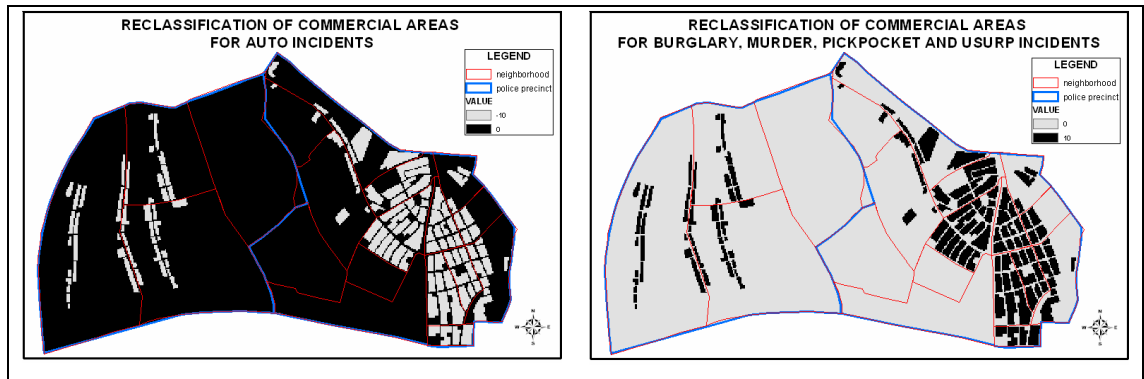 RECLASSIFICATION OF COMMERCIAL AREAS
FOR AUTO INCIDENTS
LEGEND
neighborhood
police precinct
VALUE
-10
0
N
W E
S
RECLASSIFICATION OF COMMERCIAL AREAS
FOR BURGLARY, MURDER, PICKPOCKET AND USURP INCIDENTS
LEGEND
neighborhood
police precinct
VALUE
0
10
N
W E
S